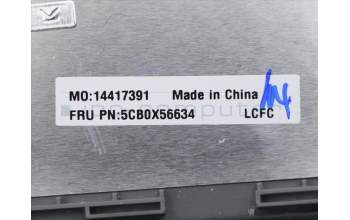 MO:14417391 Made in China
FRU PN:5CB0X56634 LCFC